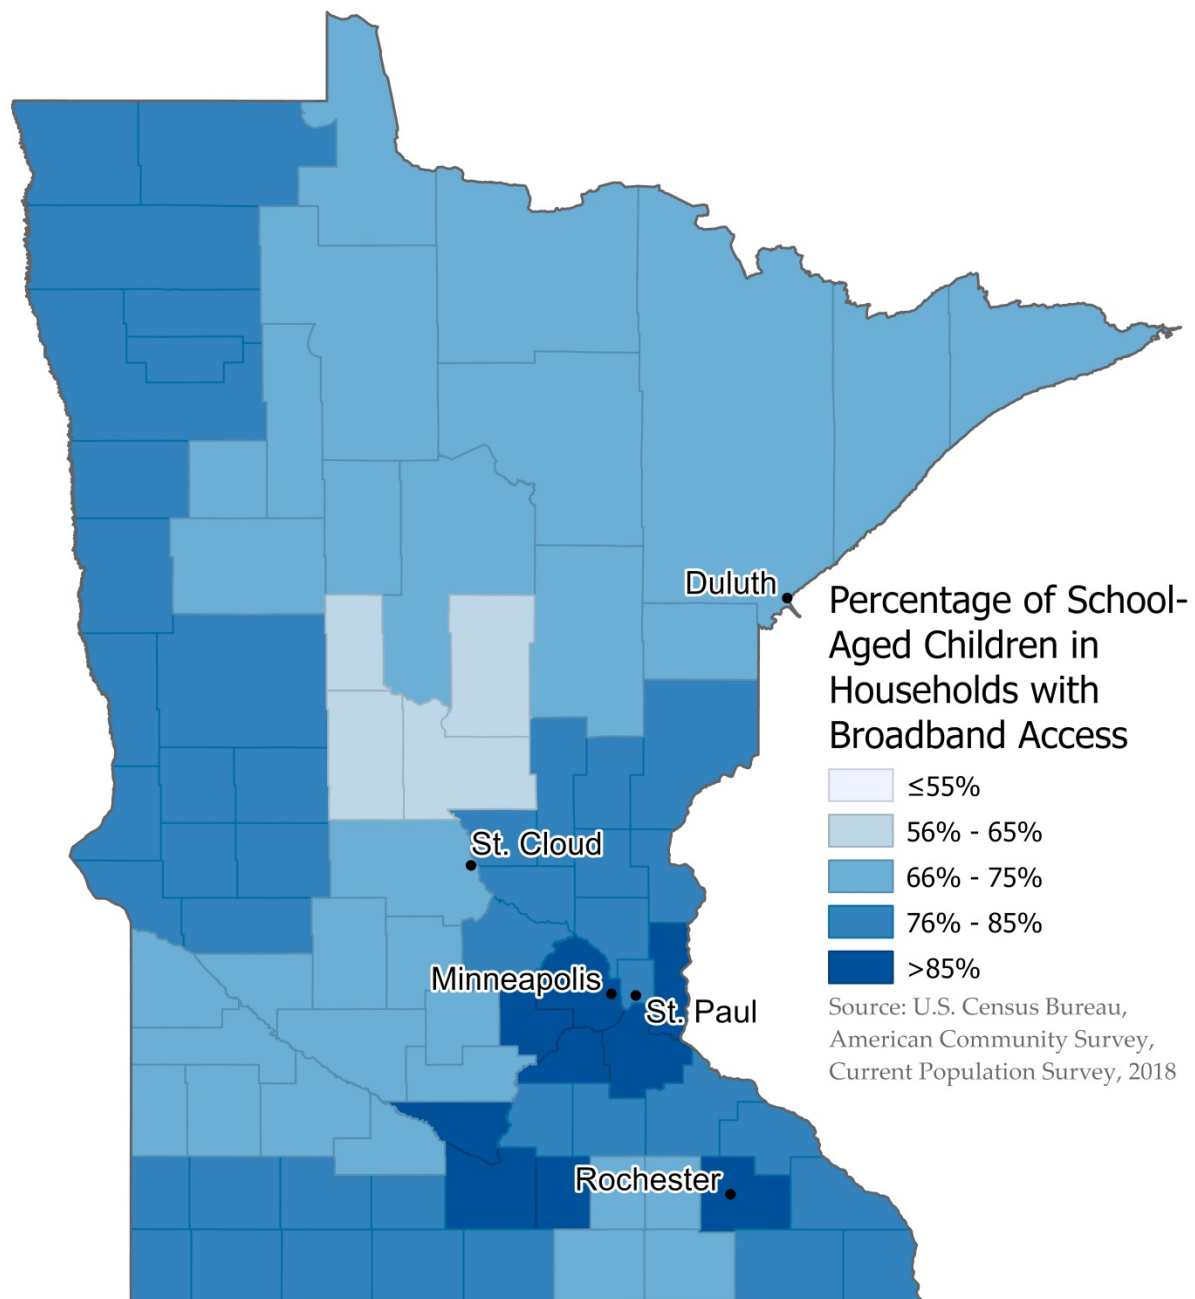 Duluth
Percentage of School-
Aged Children in
Households with
Broadband Access
≤55%
56% - 65%
66% - 75%
76% - 85%
>85%
Source: U.S. Census Bureau,
American Community Survey,
Current Population Survey, 2018
St. Cloud
Minneapolis
St. Paul
Rochester